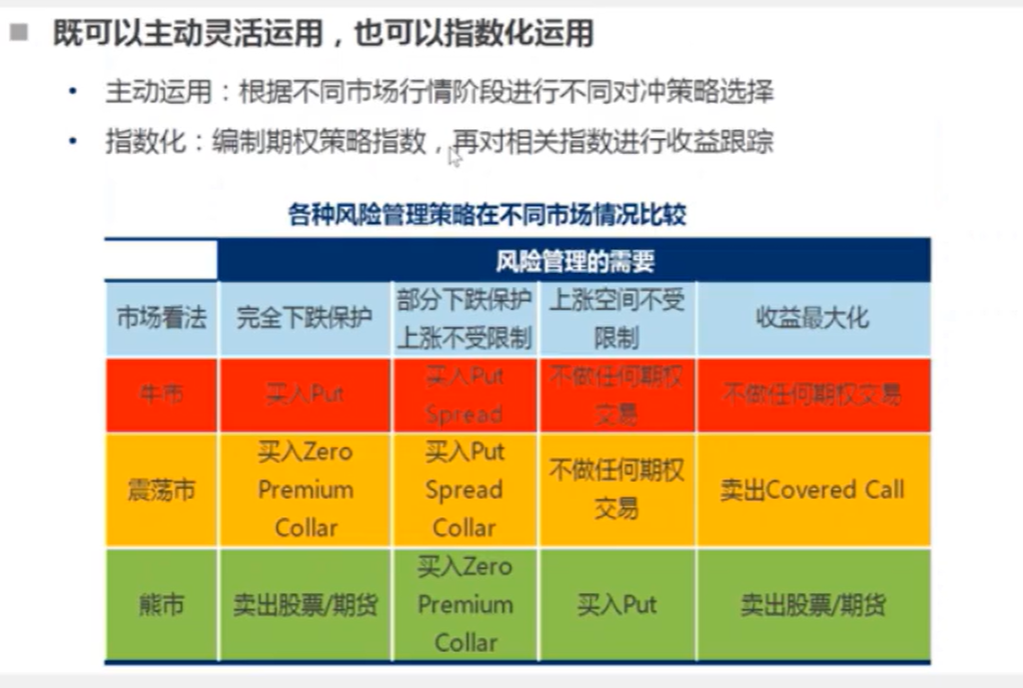 既可以主动灵活运用，也可以指数化运用
主动运用：根据不同市场行情阶段进行不同对冲策略选择
指数化：编制期权策略指数，再对相关指数进行收益跟踪
各种风险管理策略在不同市场情况比较
风险管理的需要
市场看法
完全下跌保护
部分下跌保护
上涨不受限制
上涨空间不受
限制
收益最大化
牛市
买入Put
买入Put
Spread
不做任何期权
交易
不做任何期权交易
震荡市
买入Zero
Premium
Collar
买入Put
Spread
Collar
不做任何期权
交易
卖出Covered Call
熊市
卖出股票/期货
买入Zero
Premium
Collar
买入Put
卖出股票/期货